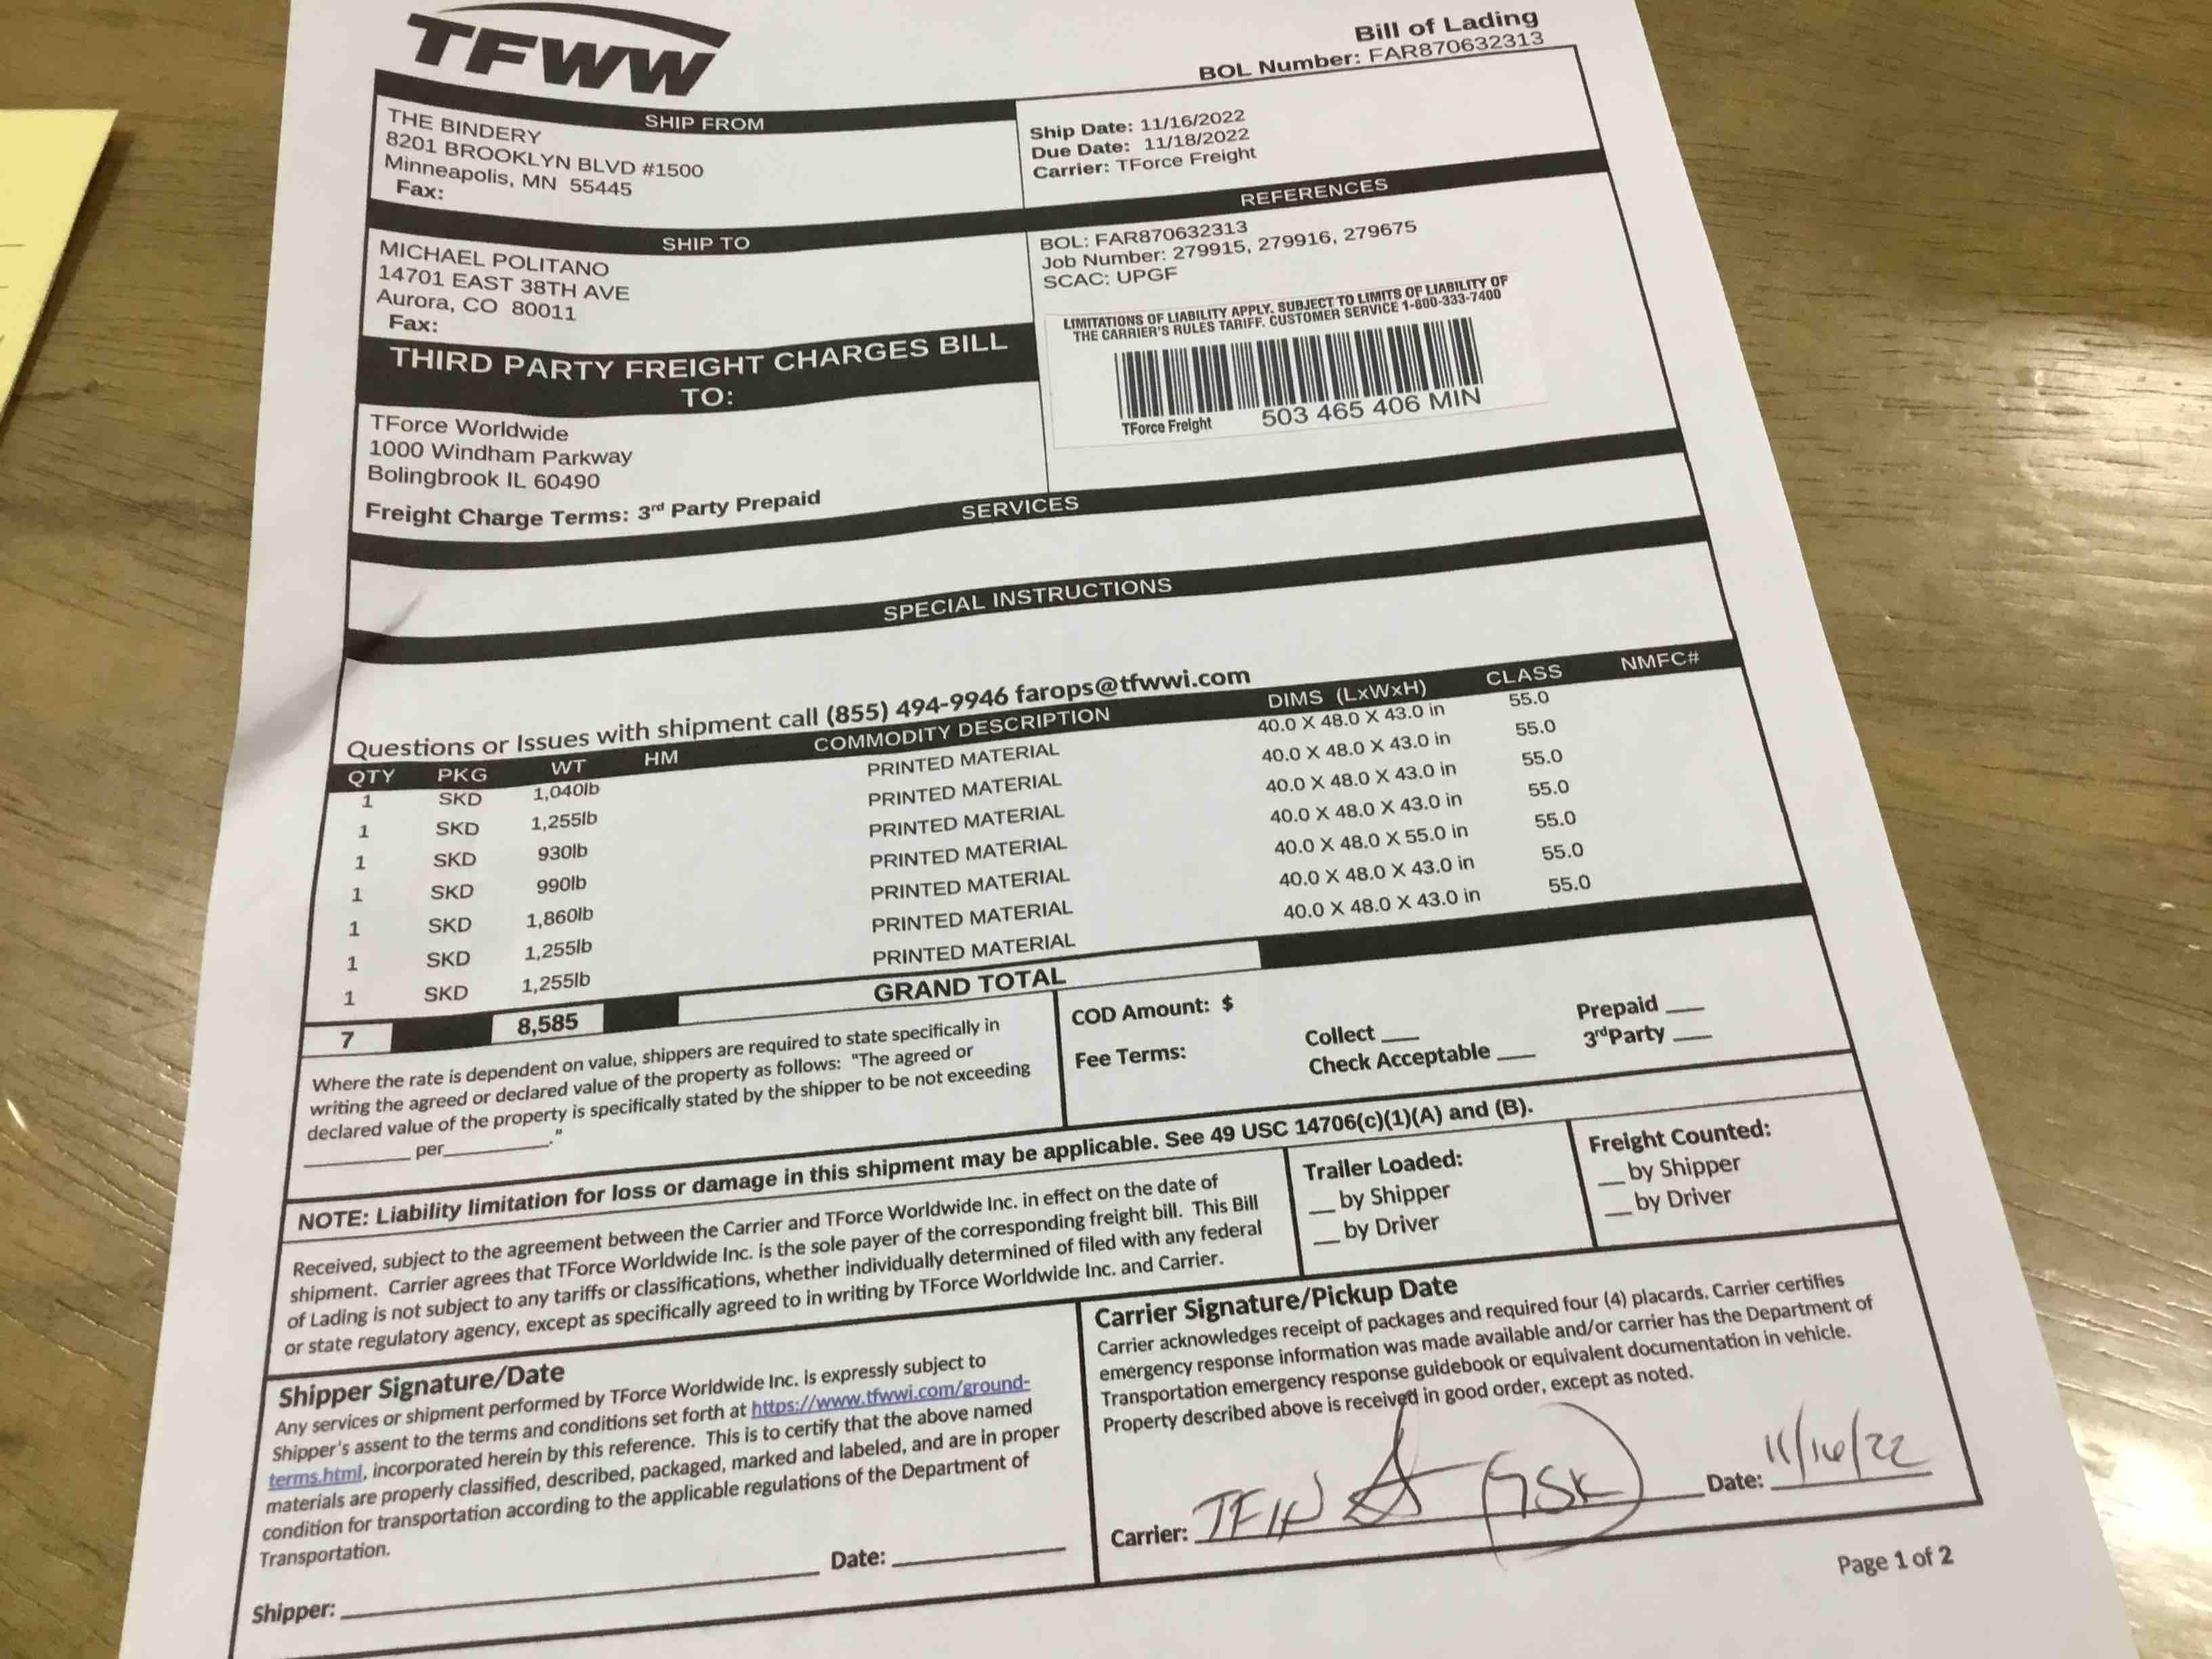 TFWW
Bill of Lading
BOL Number: FAR870632313
SHIP FROM
THE BINDERY
8201 BROOKLYN BLVD #1500
Minneapolis, MN 55445
Fax:
Ship Date: 11/16/2022
Due Date: 11/18/2022
Carrier: TForce Freight
SHIP TO
MICHAEL POLITANO
14701 EAST 38TH AVE
Aurora, CO 80011
Fax:
REFERENCES
BOL: FAR870632313
Job Number: 279915, 279916, 279675
SCAC: UPGF
LIMITATIONS OF LIABILITY APPLY. SUBJECT TO LIMITS OF LIABILITY OF
THE CARRIER'S RULES TARIFF. CUSTOMER SERVICE 1-800-333-7400
TForce Freight 503 465 406 MIN
THIRD PARTY FREIGHT CHARGES BILL
TO:
TForce Worldwide
1000 Windham Parkway
Bolingbrook IL 60490
Freight Charge Terms: 3rd Party Prepaid
SERVICES
SPECIAL INSTRUCTIONS
Questions or Issues with shipment call (855) 494-9946 farops@tfwwi.com
QTY PKG WT HM COMMODITY DESCRIPTION DIMS (LxWxH) CLASS NMFC#
1 SKD 1,040lb PRINTED MATERIAL 40.0 X 48.0 X 43.0 in 55.0
1 SKD 1,255lb PRINTED MATERIAL 40.0 X 48.0 X 43.0 in 55.0
1 SKD 930lb PRINTED MATERIAL 40.0 X 48.0 X 43.0 in 55.0
1 SKD 990lb PRINTED MATERIAL 40.0 X 48.0 X 43.0 in 55.0
1 SKD 1,860lb PRINTED MATERIAL 40.0 X 48.0 X 55.0 in 55.0
1 SKD 1,255lb PRINTED MATERIAL 40.0 X 48.0 X 43.0 in 55.0
1 SKD 1,255lb PRINTED MATERIAL 40.0 X 48.0 X 43.0 in 55.0
7 8,585 GRAND TOTAL
Where the rate is dependent on value, shippers are required to state specifically in
writing the agreed or declared value of the property as follows: "The agreed or
declared value of the property is specifically stated by the shipper to be not exceeding
__________ per__________."
COD Amount: $
Fee Terms:
Collect ___
Check Acceptable ___
Prepaid ___
3rdParty ___
NOTE: Liability limitation for loss or damage in this shipment may be applicable. See 49 USC 14706(c)(1)(A) and (B).
Received, subject to the agreement between the Carrier and TForce Worldwide Inc. in effect on the date of
shipment. Carrier agrees that TForce Worldwide Inc. is the sole payer of the corresponding freight bill. This Bill
of Lading is not subject to any tariffs or classifications, whether individually determined of filed with any federal
or state regulatory agency, except as specifically agreed to in writing by TForce Worldwide Inc. and Carrier.
Trailer Loaded:
__ by Shipper
__ by Driver
Freight Counted:
__ by Shipper
__ by Driver
Shipper Signature/Date
Any services or shipment performed by TForce Worldwide Inc. is expressly subject to
Shipper's assent to the terms and conditions set forth at https://www.tfwwi.com/ground-
terms.html, incorporated herein by this reference. This is to certify that the above named
materials are properly classified, described, packaged, marked and labeled, and are in proper
condition for transportation according to the applicable regulations of the Department of
Transportation.
Shipper: __________ Date: __________
Carrier Signature/Pickup Date
Carrier acknowledges receipt of packages and required four (4) placards. Carrier certifies
emergency response information was made available and/or carrier has the Department of
Transportation emergency response guidebook or equivalent documentation in vehicle.
Property described above is received in good order, except as noted.
Carrier: (7SK) Date: 11/16/22
Page 1 of 2